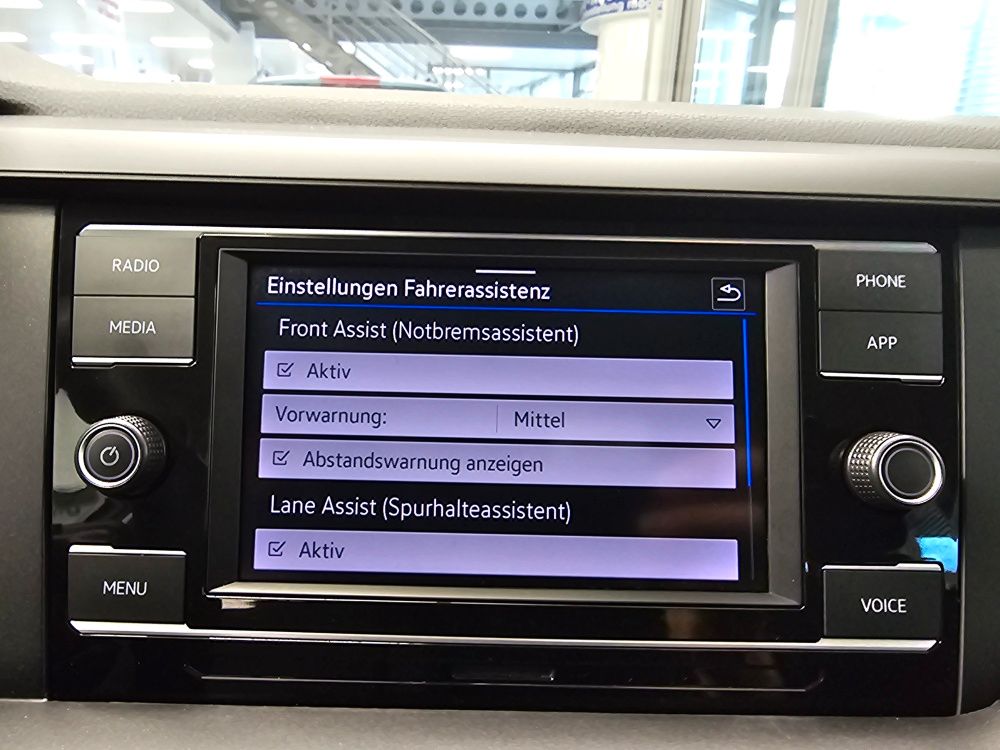 RADIO
MEDIA
MENU
Einstellungen Fahrerassistenz
Front Assist (Notbremsassistent)
Aktiv
Vorwarnung: Mittel
Abstandswarnung anzeigen
Lane Assist (Spurhalteassistent)
Aktiv
PHONE
APP
VOICE